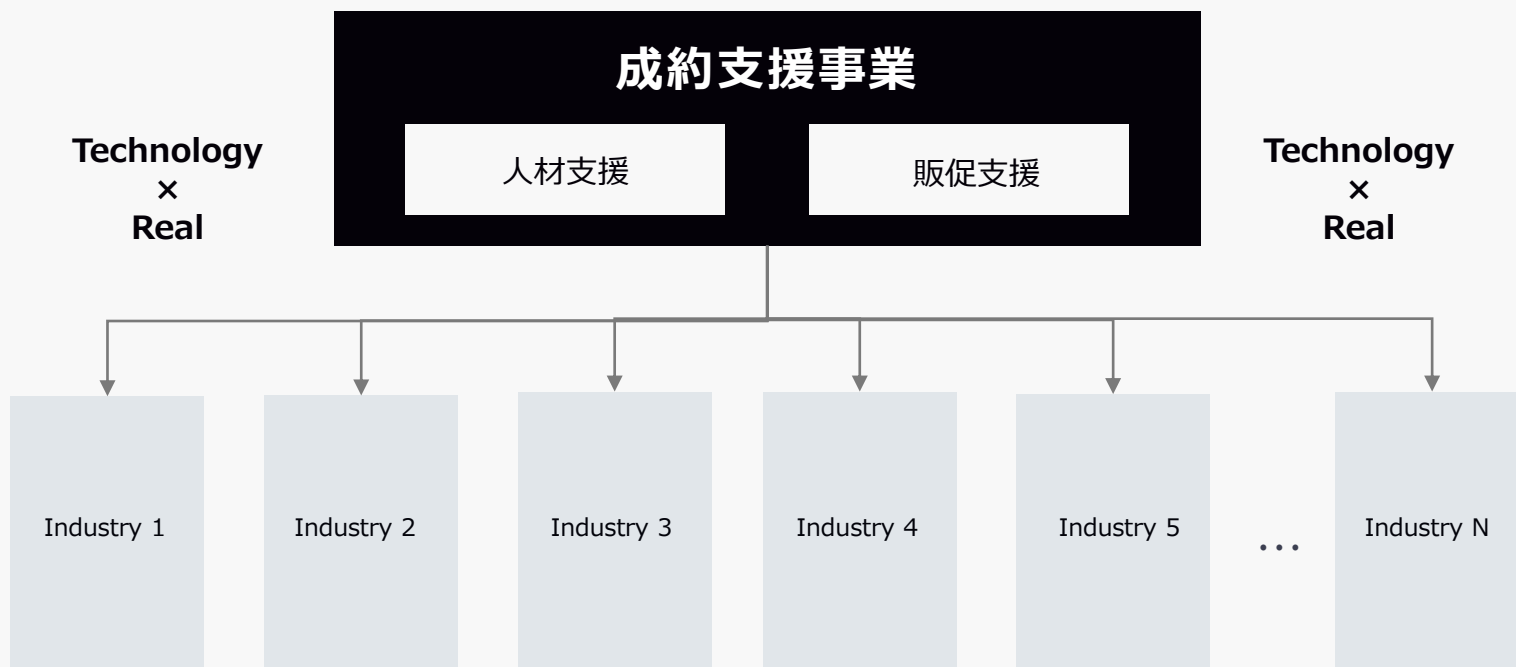 成約支援事業
Technology
×
Real
人材支援
販促支援
Technology
×
Real
Industry 1
Industry 2
Industry 3
Industry 4
Industry 5
...
Industry N